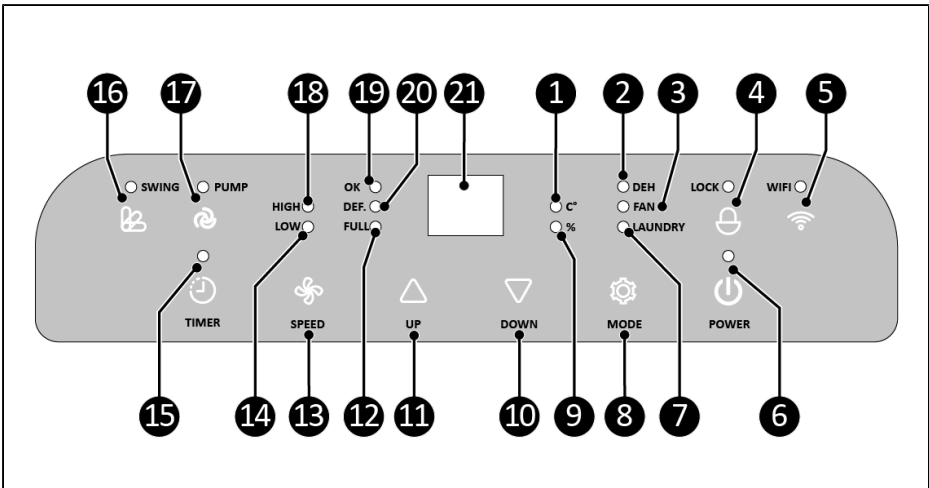 16 17 18 19 20 21 1 2 3 4 5
SWING PUMP OK DEH LOCK WIFI
HIGH DEF. C° FAN
LOW FULL % LAUNDRY
TIMER SPEED UP DOWN MODE POWER
15 14 13 12 11 10 9 8 7 6